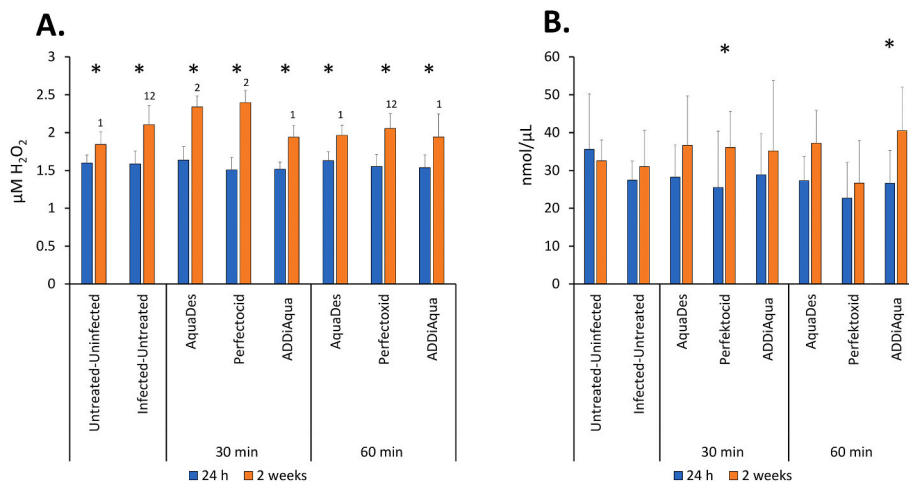 A.
3
2.5
2
1.5
1
0.5
0
µM H₂O₂
* * * * * * * *
1 12 2 2 1 1 12 1
Untreated-Uninfected
Infected-Untreated
AquaDes
Perfectocid
ADDiAqua
AquaDes
Perfectoxid
ADDiAqua
30 min
60 min
24 h
2 weeks
B.
60
50
40
30
20
10
0
nmol/µL
* *
Untreated-Uninfected
Infected-Untreated
AquaDes
Perfektocid
ADDiAqua
AquaDes
Perfektoxid
ADDiAqua
30 min
60 min
24 h
2 weeks